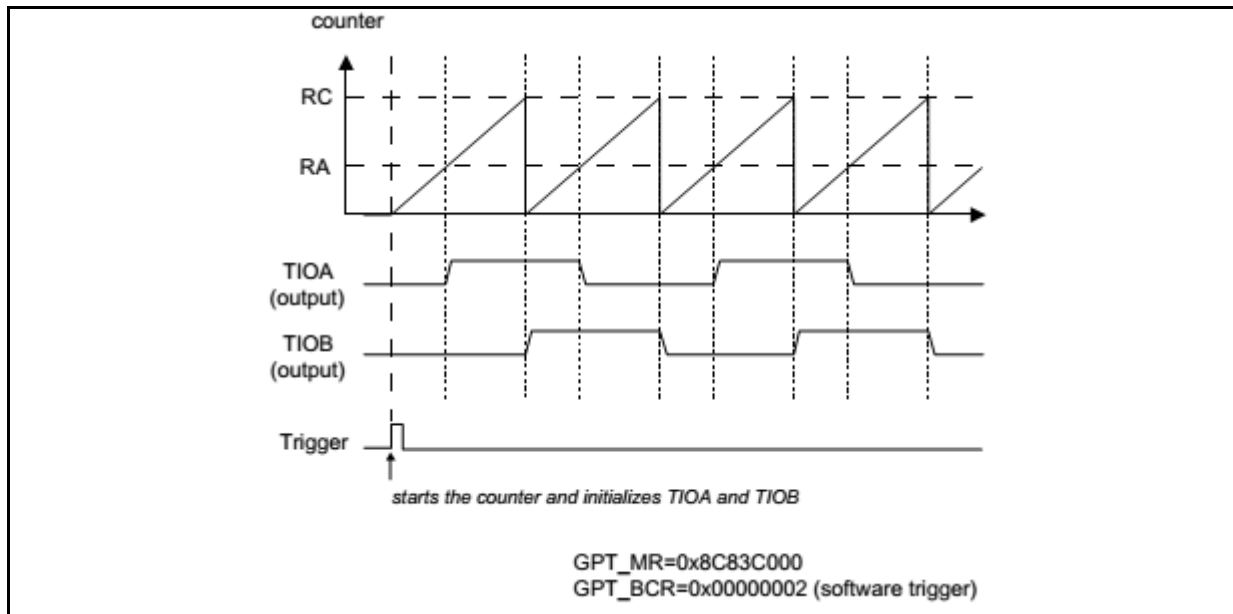 counter
RC
RA
TIOA
(output)
TIOB
(output)
Trigger
starts the counter and initializes TIOA and TIOB
GPT_MR=0x8C83C000
GPT_BCR=0x00000002 (software trigger)